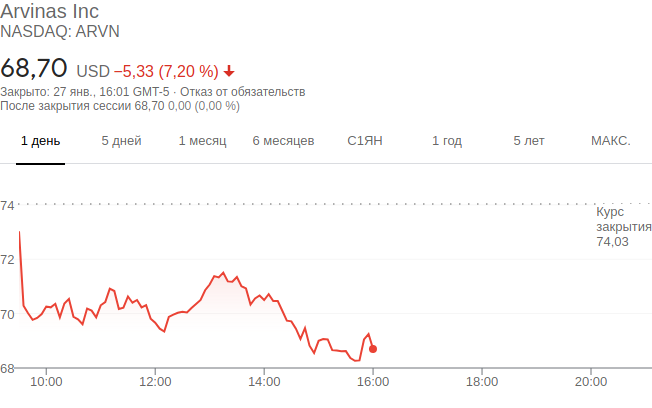 Arvinas Inc
NASDAQ: ARVN
68,70 USD −5,33 (7,20 %)
Закрыто: 27 янв., 16:01 GMT-5 · Отказ от обязательств
После закрытия сессии 68,70 0,00 (0,00 %)
1 день 5 дней 1 месяц 6 месяцев С1ЯН 1 год 5 лет МАКС.
74
Курс
закрытия
74,03
72
70
68
10:00 12:00 14:00 16:00 18:00 20:00